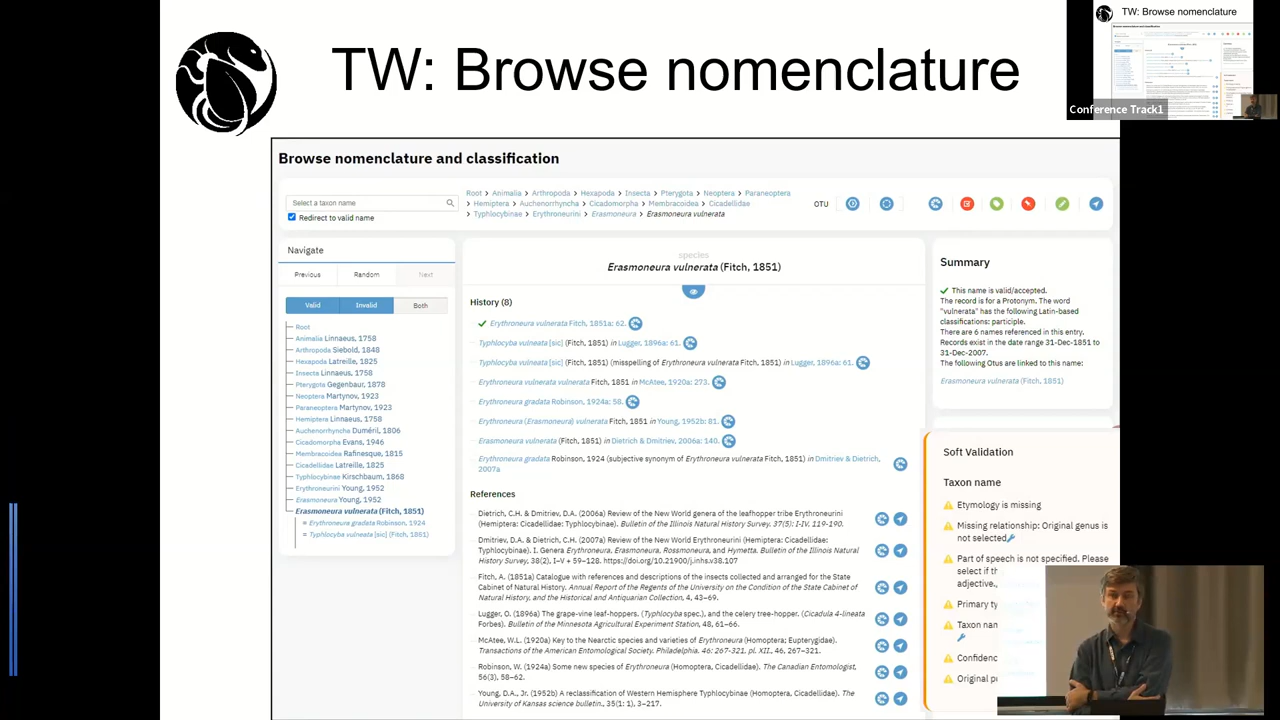 TW: Browse nomenclature
TW: Browse nomenclature
Conference Track1
Browse nomenclature and classification
Select a taxon name
Redirect to valid name
Root > Animalia > Arthropoda > Hexapoda > Insecta > Pterygota > Neoptera > Paraneoptera
> Hemiptera > Auchenorrhyncha > Cicadomorpha > Membracoidea > Cicadellidae
> Typhlocybinae > Erythroneurini > Erasmoneura > Erasmoneura vulnerata
OTU
Navigate
Previous Random Next
Valid Invalid Both
Root
Animalia Linnaeus, 1758
Arthropoda Siebold, 1848
Hexapoda Latreille, 1825
Insecta Linnaeus, 1758
Pterygota Gegenbaur, 1878
Neoptera Martynov, 1923
Paraneoptera Martynov, 1923
Hemiptera Linnaeus, 1758
Auchenorrhyncha Duméril, 1806
Cicadomorpha Evans, 1946
Membracoidea Rafinesque, 1815
Cicadellidae Latreille, 1825
Typhlocybinae Kirschbaum, 1868
Erythroneurini Young, 1952
Erasmoneura Young, 1952
Erasmoneura vulnerata (Fitch, 1851)
= Erythroneura gradata Robinson, 1924
= Typhlocyba vulneata [sic] (Fitch, 1851)
species
Erasmoneura vulnerata (Fitch, 1851)
History (8)
Erythroneura vulnerata Fitch, 1851a: 62.
Typhlocyba vulneata [sic] (Fitch, 1851) in Lugger, 1896a: 61.
Typhlocyba vulneata [sic] (Fitch, 1851) (misspelling of Erythroneura vulnerata Fitch, 1851) in Lugger, 1896a: 61.
Erythroneura vulnerata vulnerata Fitch, 1851 in McAtee, 1920a: 273.
Erythroneura gradata Robinson, 1924a: 58.
Erythroneura (Erasmoneura) vulnerata Fitch, 1851 in Young, 1952b: 81.
Erasmoneura vulnerata (Fitch, 1851) in Dietrich & Dmitriev, 2006a: 140.
Erythroneura gradata Robinson, 1924 (subjective synonym of Erythroneura vulnerata Fitch, 1851) in Dmitriev & Dietrich,
2007a
References
Dietrich, C.H. & Dmitriev, D.A. (2006a) Review of the New World genera of the leafhopper tribe Erythroneurini
(Hemiptera: Cicadellidae: Typhlocybinae). Bulletin of the Illinois Natural History Survey. 37(5): I-IV. 119-190.
Dmitriev, D.A. & Dietrich, C.H. (2007a) Review of the New World Erythroneurini (Hemiptera: Cicadellidae:
Typhlocybinae). I. Genera Erythroneura, Erasmoneura, Rossmoneura, and Hymetta. Bulletin of the Illinois Natural
History Survey, 38(2), I–V + 59–128. https://doi.org/10.21900/j.inhs.v38.107
Fitch, A. (1851a) Catalogue with references and descriptions of the insects collected and arranged for the State
Cabinet of Natural History. Annual Report of the Regents of the University on the Condition of the State Cabinet of
Natural History, and the Historical and Antiquarian Collection, 4, 43–69.
Lugger, O. (1896a) The grape-vine leaf-hoppers. (Typhlocyba spec.), and the celery tree-hopper. (Cicadula 4-lineata
Forbes). Bulletin of the Minnesota Agricultural Experiment Station, 48, 61–66.
McAtee, W.L. (1920a) Key to the Nearctic species and varieties of Erythroneura (Homoptera; Eupterygidae).
Transactions of the American Entomological Society. Philadelphia. 46: 267-321. pl. XII., 46, 267–321.
Robinson, W. (1924a) Some new species of Erythroneura (Homoptera, Cicadellidae). The Canadian Entomologist,
56(3), 58–62.
Young, D.A., Jr. (1952b) A reclassification of Western Hemisphere Typhlocybinae (Homoptera, Cicadellidae). The
University of Kansas science bulletin., 35(1: 1), 3–217.
Summary
This name is valid/accepted.
The record is for a Protonym. The word
"vulnerata" has the following Latin-based
classifications: participle.
There are 6 names referenced in this entry.
Records exist in the date range 31-Dec-1851 to
31-Dec-2007.
The following Otus are linked to this name:
Erasmoneura vulnerata (Fitch, 1851)
Soft Validation
Taxon name
Etymology is missing
Missing relationship: Original genus is
not selected
Part of speech is not specified. Please
select if th
adjective.,
Primary ty
Taxon nam
Confidenc
Original pu